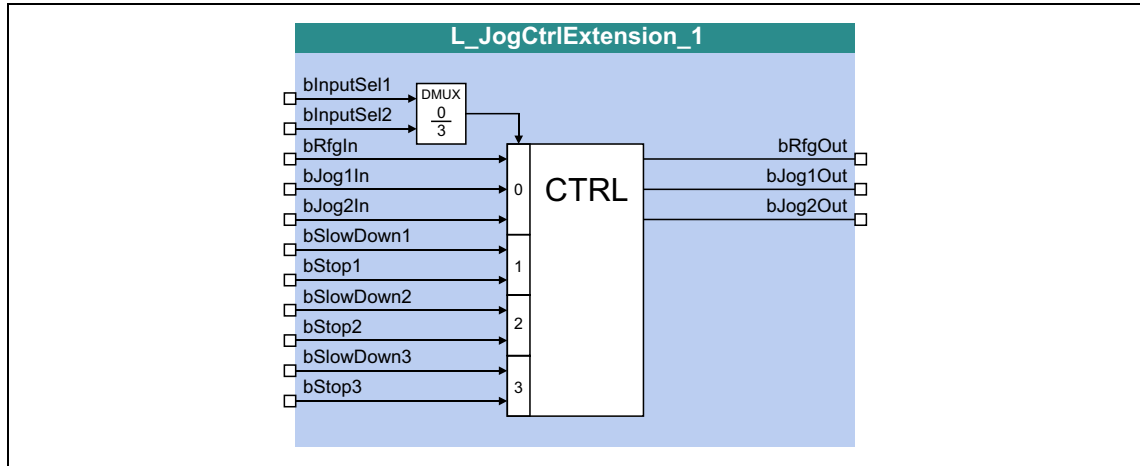 L_JogCtrlExtension_1
bInputSel1
DMUX
0
3
bInputSel2
bRfgIn
bRfgOut
bJog1In
0
CTRL
bJog1Out
bJog2In
bJog2Out
bSlowDown1
1
bStop1
bSlowDown2
2
bStop2
bSlowDown3
3
bStop3